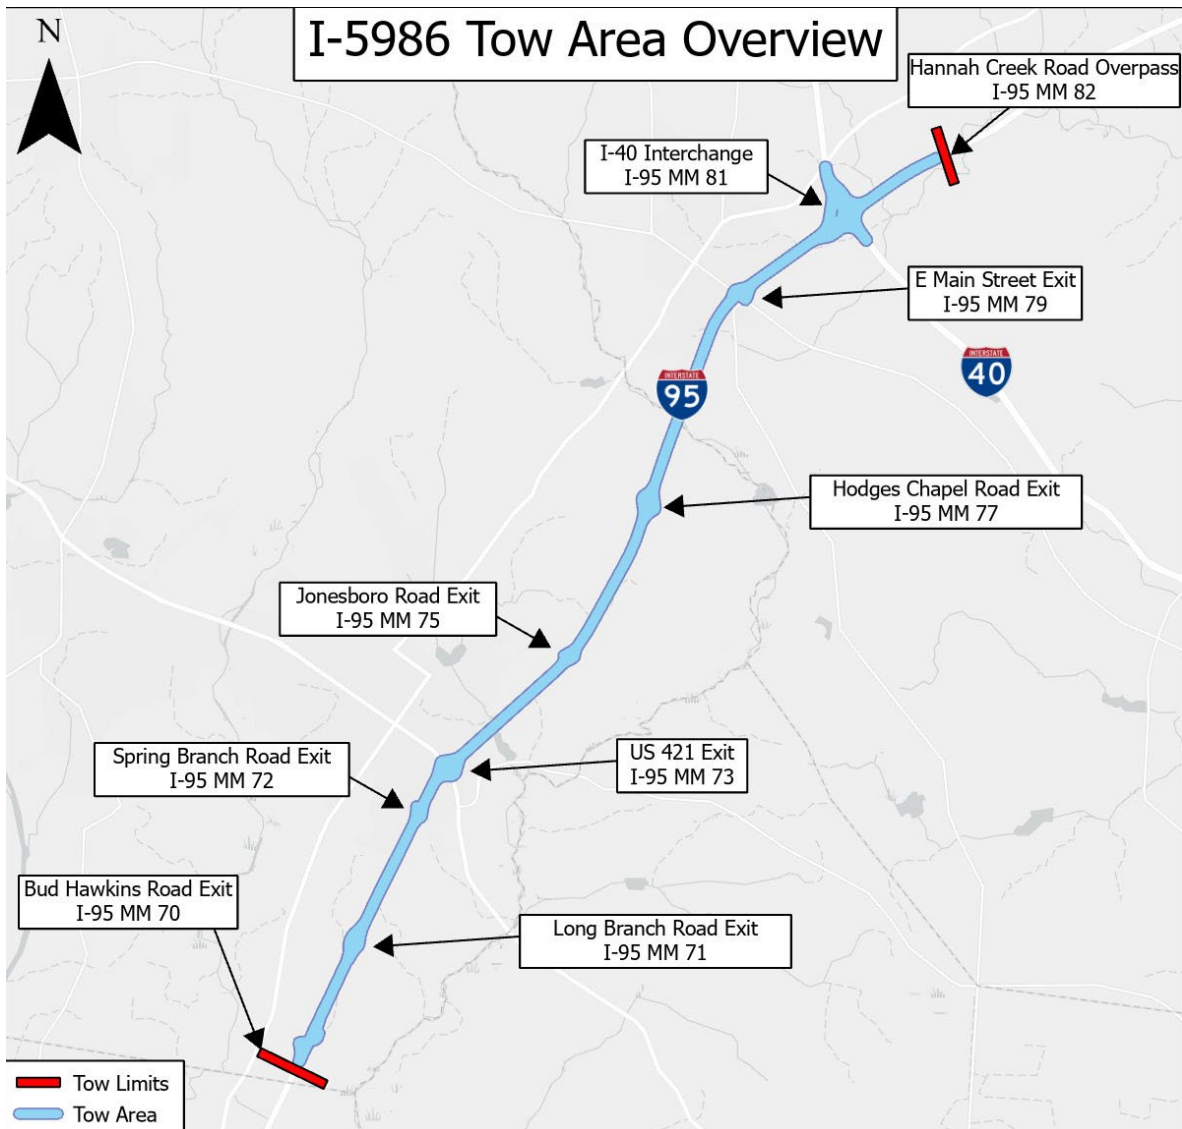 I-5986 Tow Area Overview
N
Hannah Creek Road Overpass
I-95 MM 82
I-40 Interchange
I-95 MM 81
E Main Street Exit
I-95 MM 79
INTERSTATE
40
INTERSTATE
95
Hodges Chapel Road Exit
I-95 MM 77
Jonesboro Road Exit
I-95 MM 75
US 421 Exit
I-95 MM 73
Spring Branch Road Exit
I-95 MM 72
Bud Hawkins Road Exit
I-95 MM 70
Long Branch Road Exit
I-95 MM 71
Tow Limits
Tow Area